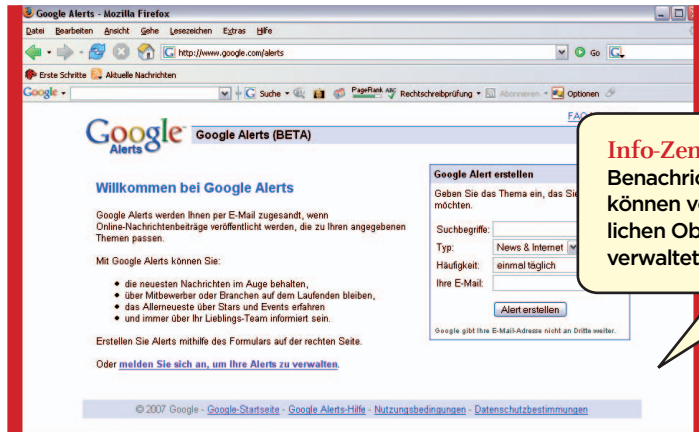 Google Alerts - Mozilla Firefox
Datei Bearbeiten Ansicht Gehe Lesezeichen Extras Hilfe
http://www.google.com/alerts Go
Erste Schritte Aktuelle Nachrichten
Google Suche PageRank ABC Rechtschreibprüfung Abonnieren Optionen
FAQ
Google Alerts
Google Alerts (BETA)
Willkommen bei Google Alerts
Google Alerts werden Ihnen per E-Mail zugesandt, wenn
Online-Nachrichtenbeiträge veröffentlicht werden, die zu Ihren angegebenen
Themen passen.
Mit Google Alerts können Sie:
• die neuesten Nachrichten im Auge behalten,
• über Mitbewerber oder Branchen auf dem Laufenden bleiben,
• das Allerneueste über Stars und Events erfahren
• und immer über Ihr Lieblings-Team informiert sein.
Erstellen Sie Alerts mithilfe des Formulars auf der rechten Seite.
Oder melden Sie sich an, um Ihre Alerts zu verwalten.
Google Alert erstellen
Geben Sie das Thema ein, das Sie
möchten.
Suchbegriffe:
Typ: News & Internet
Häufigkeit: einmal täglich
Ihre E-Mail:
Alert erstellen
Google gibt Ihre E-Mail-Adresse nicht an Dritte weiter.
Info-Zen
Benachric
können ve
lichen Ob
verwaltet
© 2007 Google - Google-Startseite - Google Alerts-Hilfe - Nutzungsbedingungen - Datenschutzbestimmungen